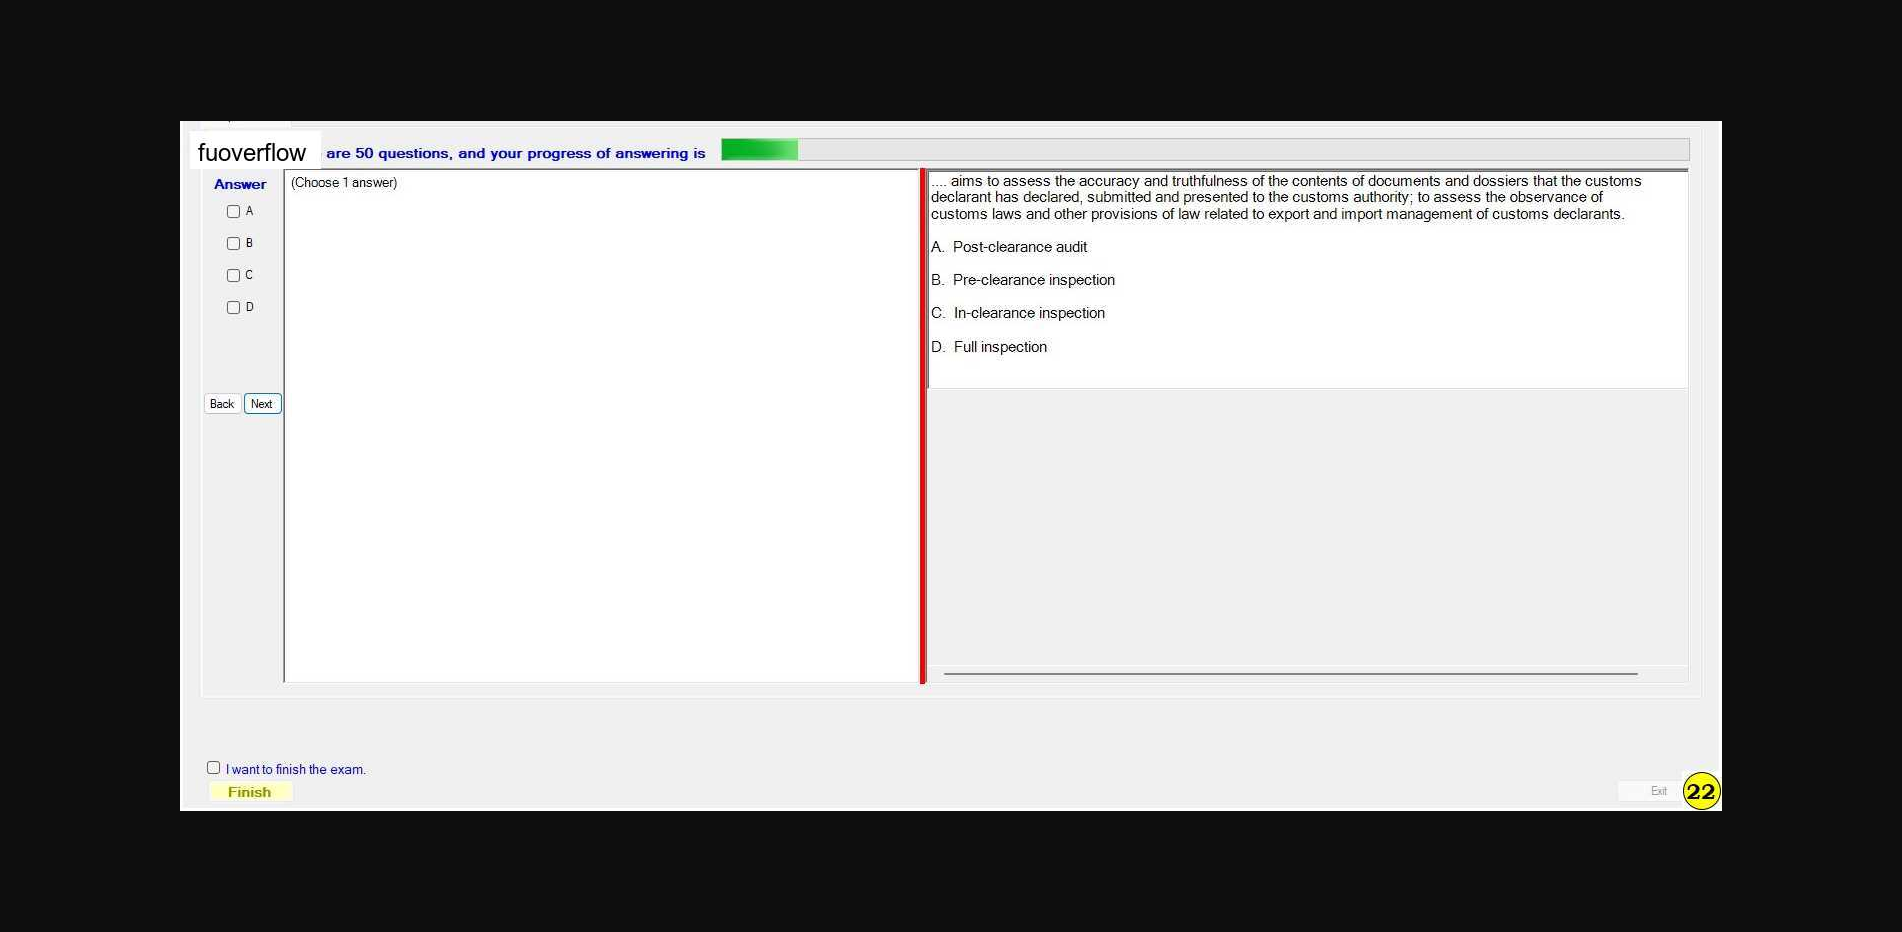 fuoverflow are 50 questions, and your progress of answering is
Answer
A
B
C
D
Back Next
(Choose 1 answer)
.... aims to assess the accuracy and truthfulness of the contents of documents and dossiers that the customs
declarant has declared, submitted and presented to the customs authority; to assess the observance of
customs laws and other provisions of law related to export and import management of customs declarants.
A. Post-clearance audit
B. Pre-clearance inspection
C. In-clearance inspection
D. Full inspection
I want to finish the exam.
Finish
Exit
22